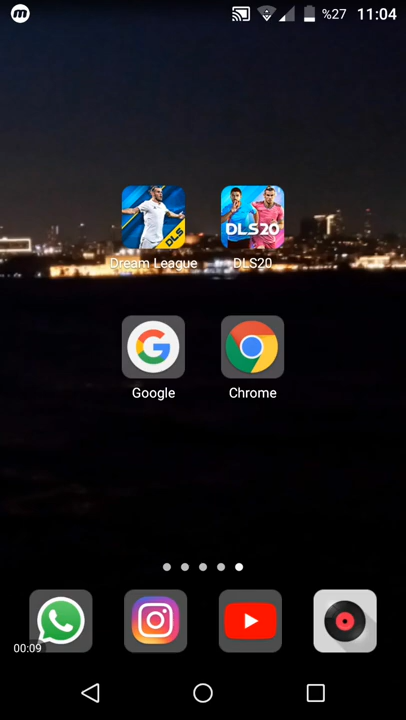 %27 11:04
DLS
DLS20
Dream League
DLS20
Google
Chrome
00:09